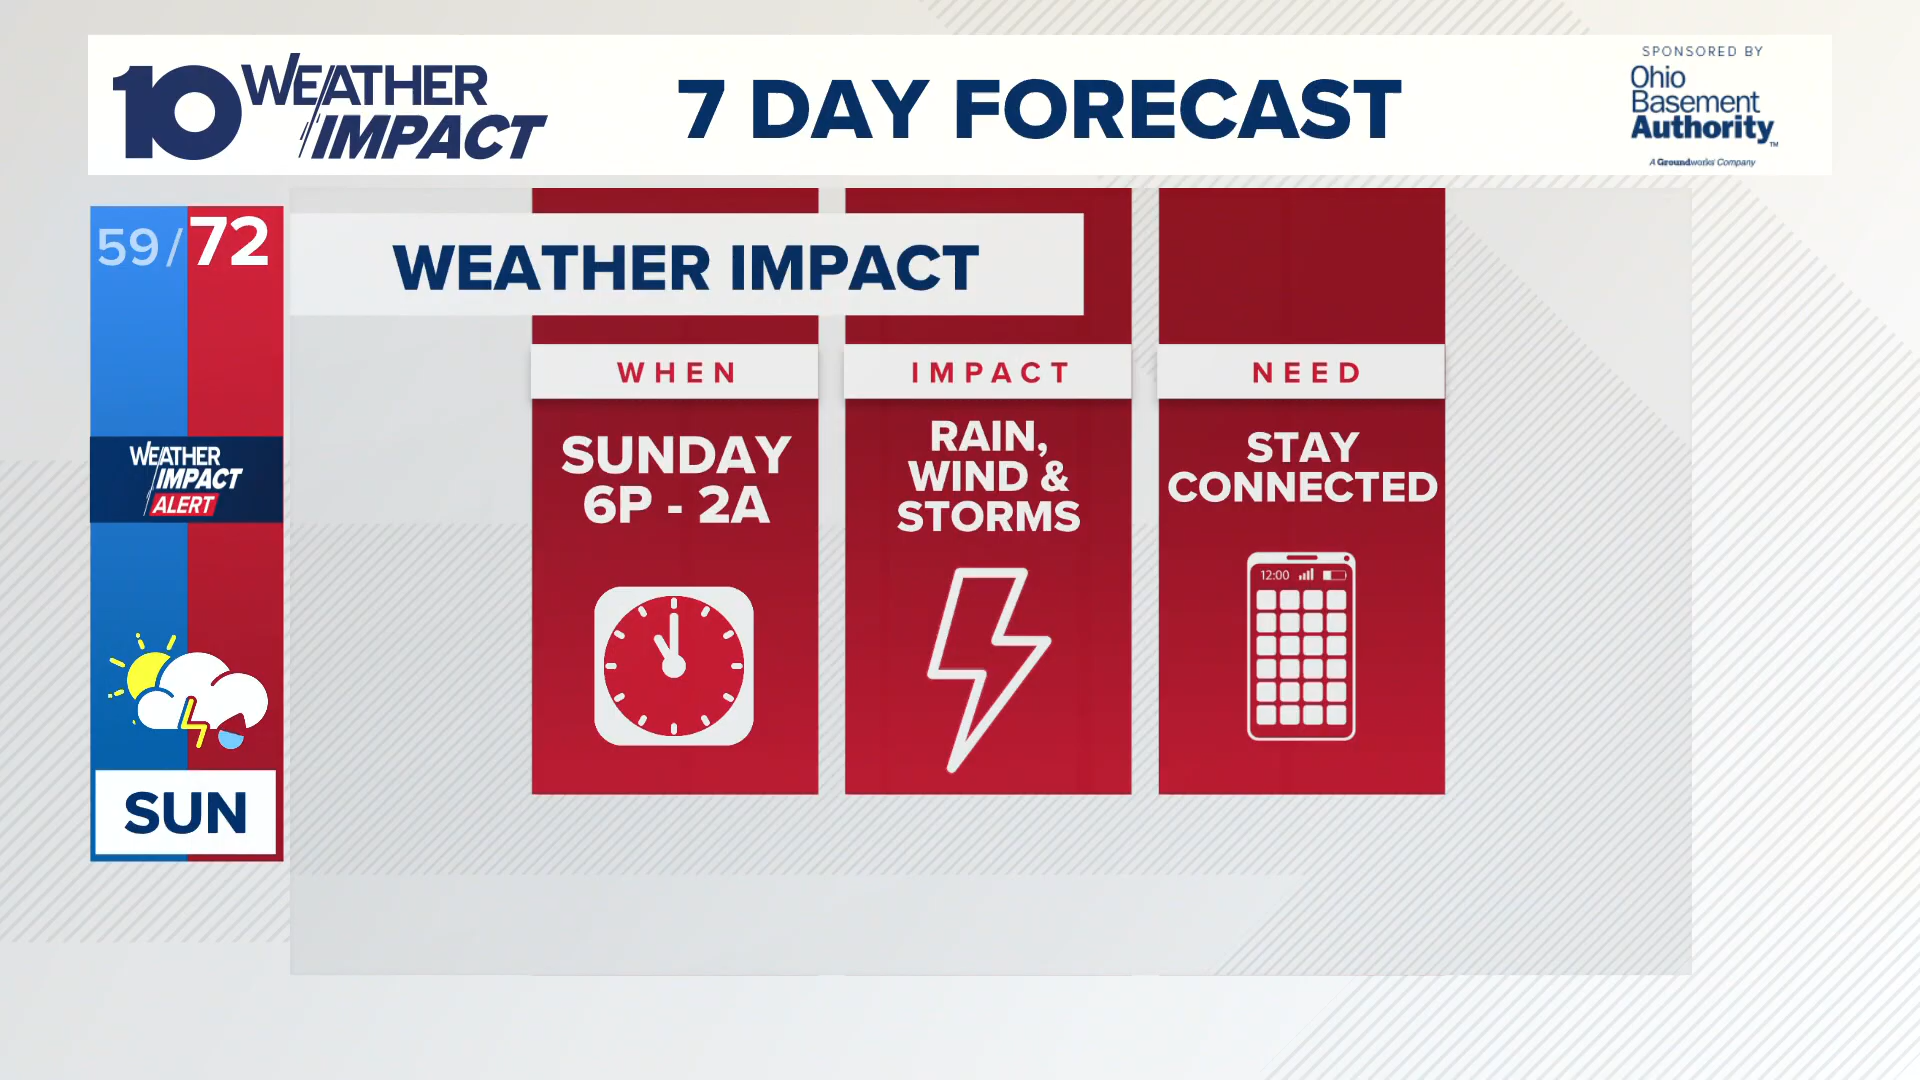 10 WEATHER
IMPACT
7 DAY FORECAST
SPONSORED BY
Ohio
Basement
Authority™
A Groundworks Company
59/72
WEATHER
IMPACT
ALERT
SUN
WEATHER IMPACT
WHEN
SUNDAY
6P - 2A
IMPACT
RAIN,
WIND &
STORMS
NEED
STAY
CONNECTED
12:00